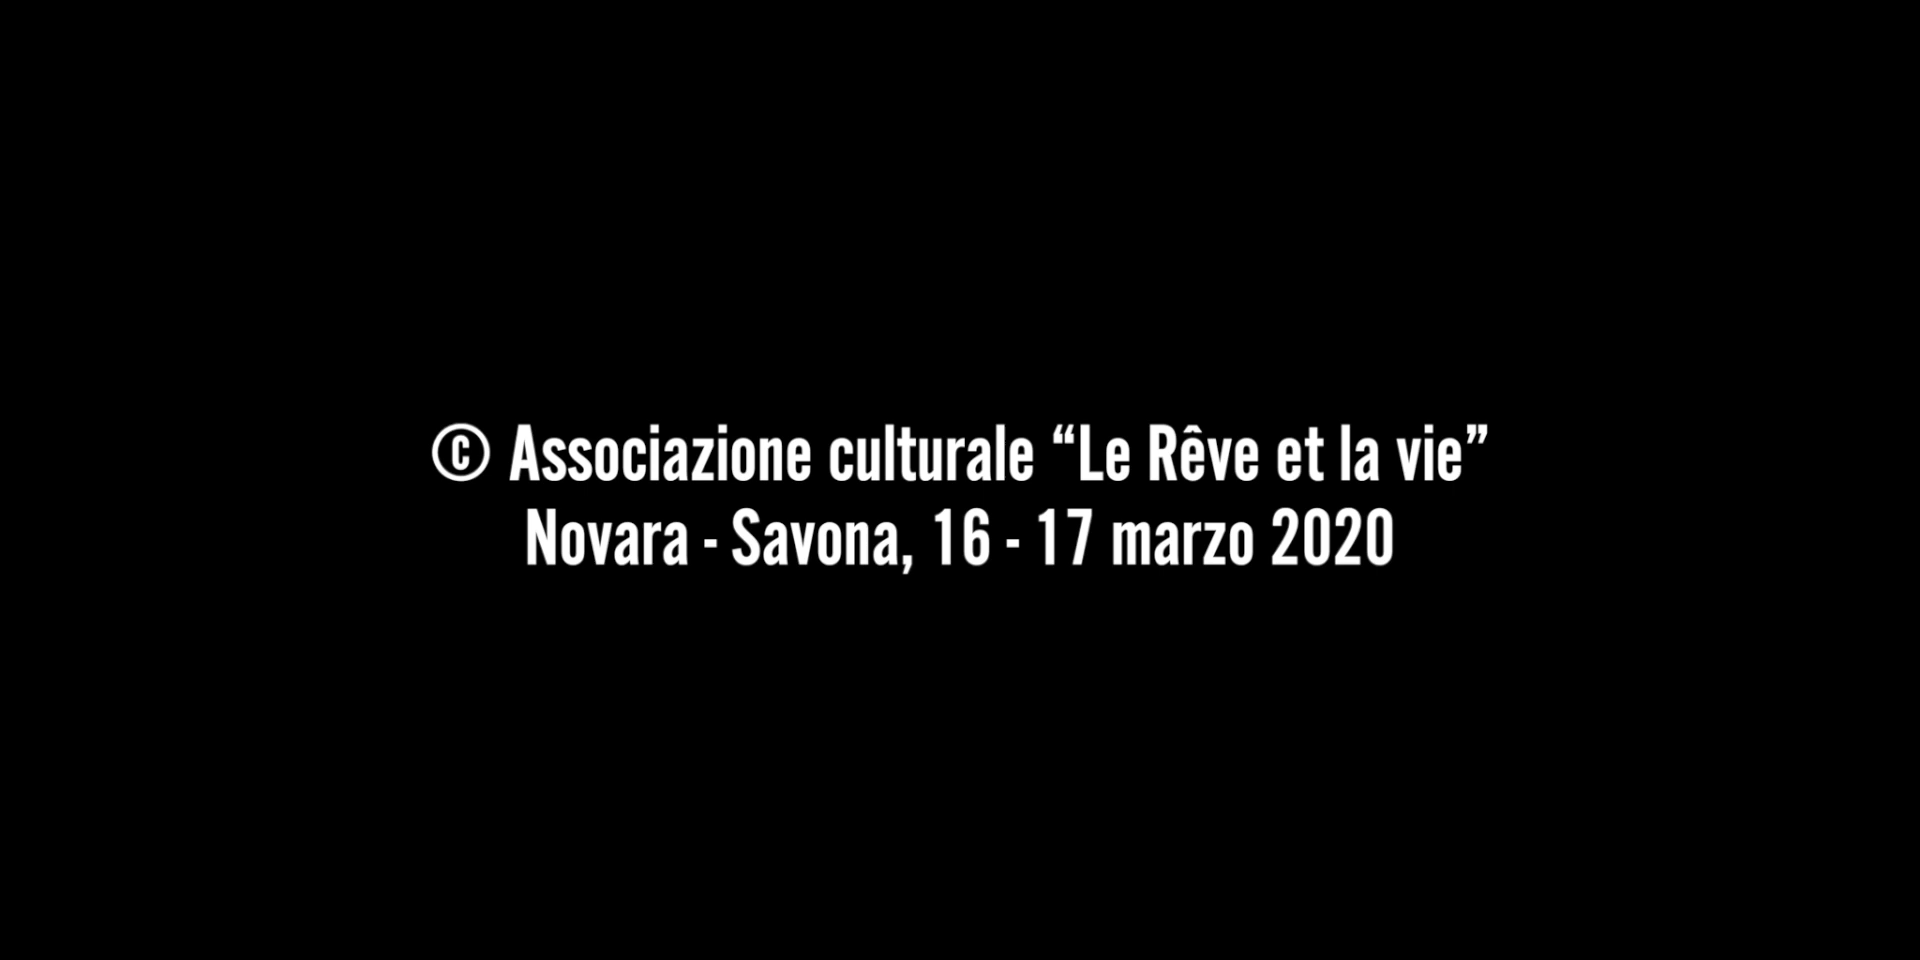 © Associazione culturale “Le Rêve et la vie”
Novara - Savona, 16 - 17 marzo 2020